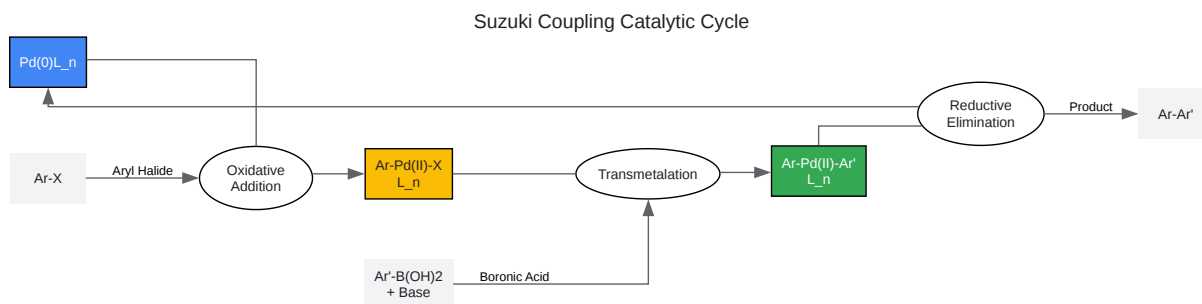 Suzuki Coupling Catalytic Cycle
Pd(0)L_n
Reductive
Elimination
Product
Ar-Ar'
Ar-X
Aryl Halide
Oxidative
Addition
Ar-Pd(II)-X
L_n
Transmetalation
Ar-Pd(II)-Ar'
L_n
Ar'-B(OH)2
+ Base
Boronic Acid